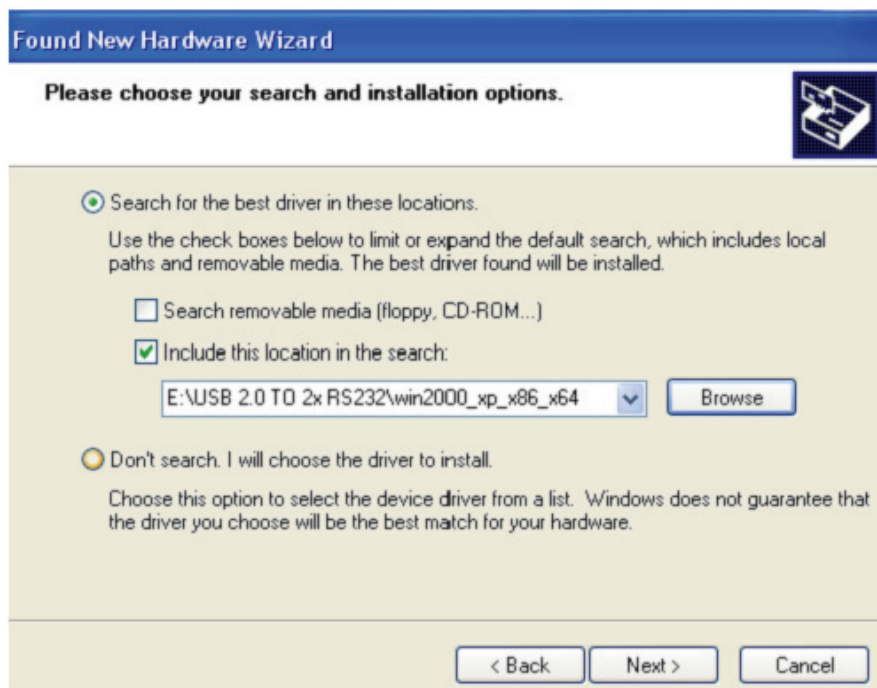 Found New Hardware Wizard
Please choose your search and installation options.
Search for the best driver in these locations.
Use the check boxes below to limit or expand the default search, which includes local
paths and removable media. The best driver found will be installed.
Search removable media (floppy, CD-ROM...)
Include this location in the search:
E:\USB 2.0 TO 2x RS232\win2000_xp_x86_x64
Browse
Don't search. I will choose the driver to install.
Choose this option to select the device driver from a list. Windows does not guarantee that
the driver you choose will be the best match for your hardware.
< Back Next > Cancel